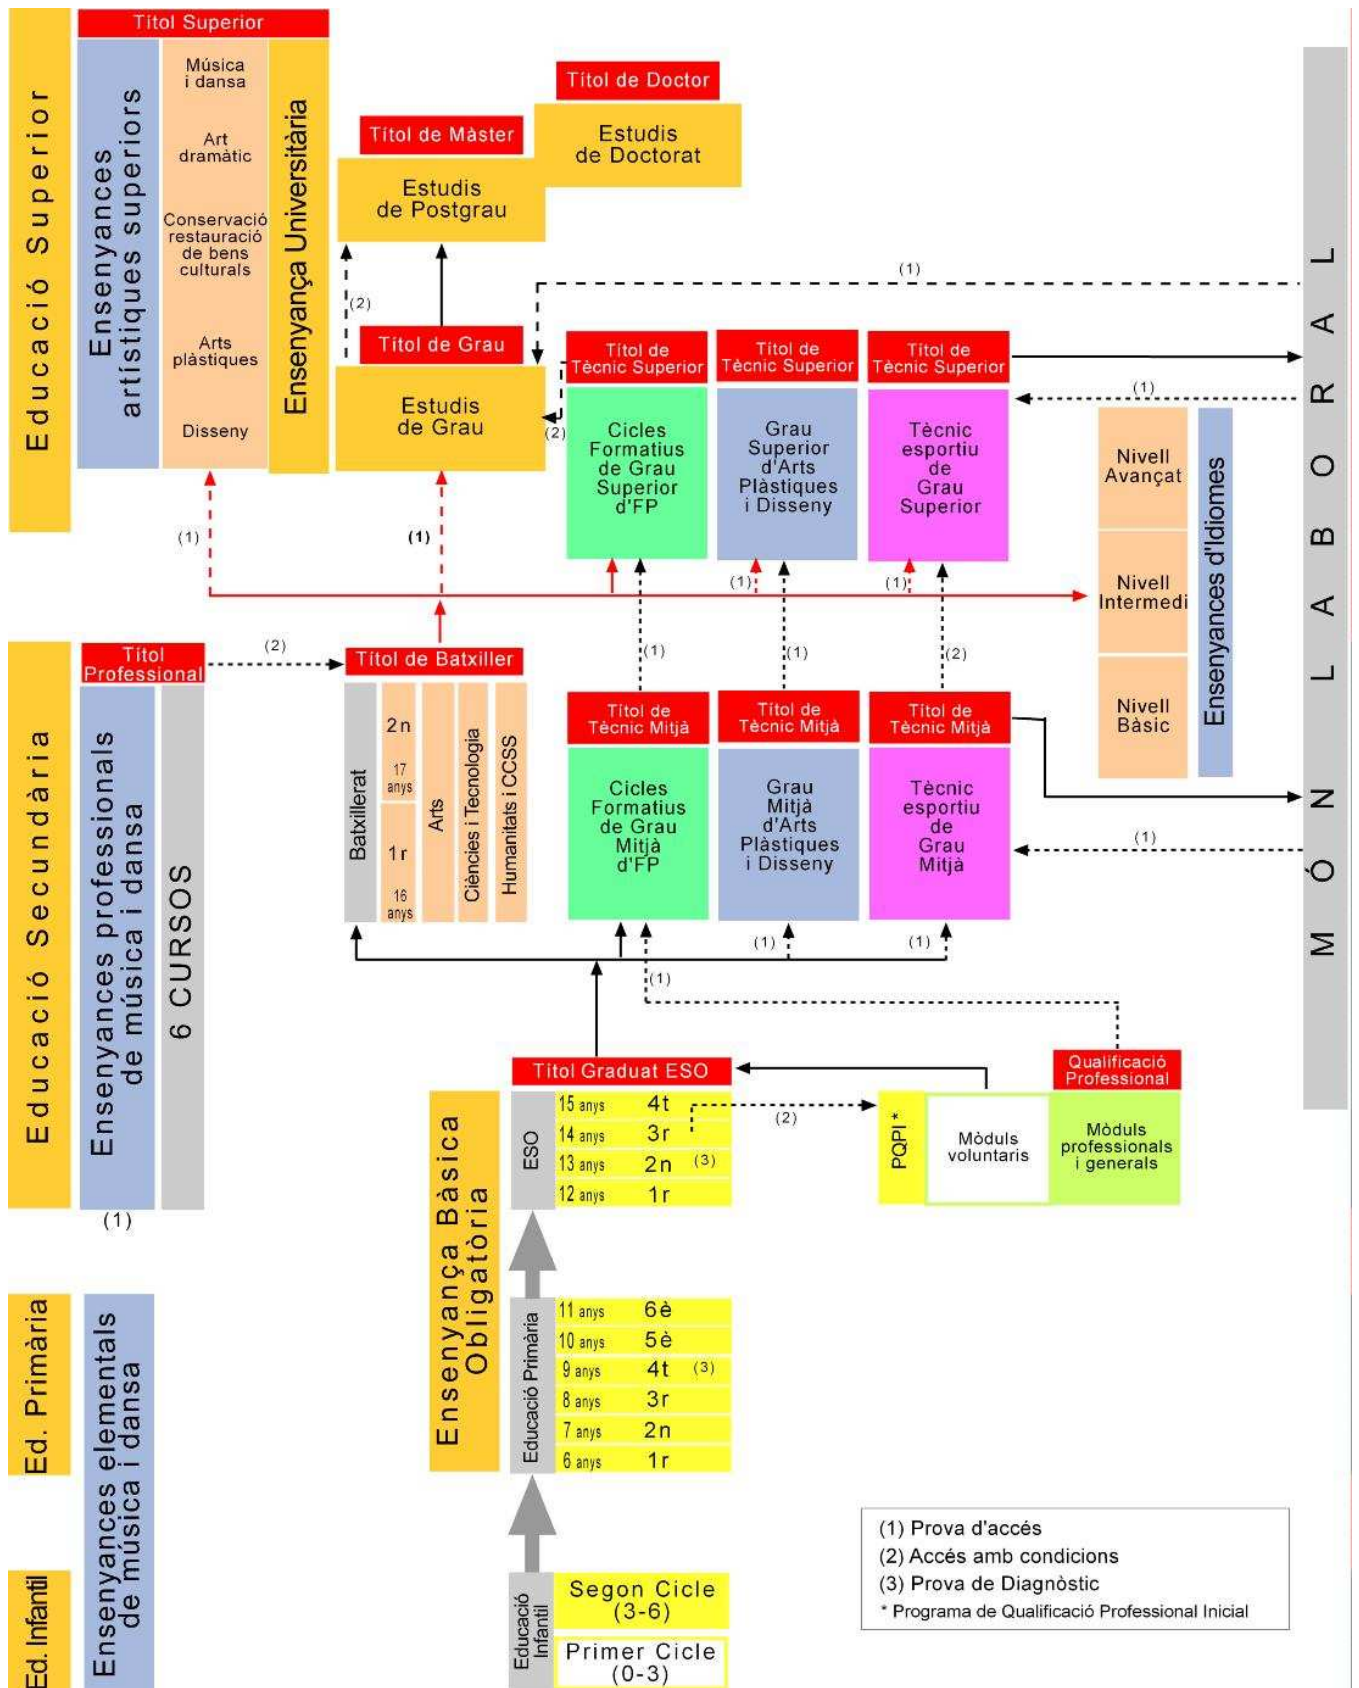 Educació Superior
Títol Superior
Ensenyances
artístiques superiors
Música
i dansa
Art
dramàtic
Conservació
restauració
de bens
culturals
Arts
plàstiques
Disseny
Ensenyança Universitària
Títol de Doctor
Estudis
de Doctorat
Títol de Màster
Estudis
de Postgrau
(2)
Títol de Grau
Estudis
de Grau
(1)
(2)
Títol de
Tècnic Superior
Cicles
Formatius
de Grau
Superior
d'FP
Títol de
Tècnic Superior
Grau
Superior
d'Arts
Plàstiques
i Disseny
Títol de
Tècnic Superior
Tècnic
esportiu
de
Grau
Superior
(1)
Nivell
Avançat
Nivell
Intermedi
Nivell
Bàsic
Ensenyances d'Idiomes
MÓN LABORAL
(1)
(1)
(1)
(1)
Educació Secundària
Títol
Professional
Ensenyances professionals
de música i dansa
6 CURSOS
(1)
(2)
Títol de Batxiller
Batxillerat
2n
17
anys
1r
16
anys
Arts
Ciències i Tecnologia
Humanitats i CCSS
(1)
(1)
(2)
Títol de
Tècnic Mitjà
Cicles
Formatius
de Grau
Mitjà
d'FP
Títol de
Tècnic Mitjà
Grau
Mitjà
d'Arts
Plàstiques
i Disseny
Títol de
Tècnic Mitjà
Tècnic
esportiu
de
Grau
Mitjà
(1)
(1)
(1)
(1)
Ensenyança Bàsica
Obligatòria
Títol Graduat ESO
ESO
15 anys 4t
14 anys 3r
13 anys 2n (3)
12 anys 1r
(2)
PQPI *
Mòduls
voluntaris
Qualificació
Professional
Mòduls
professionals
i generals
Ed. Primària
Ensenyances elementals
de música i dansa
Educació Primària
11 anys 6è
10 anys 5è
9 anys 4t (3)
8 anys 3r
7 anys 2n
6 anys 1r
Ed. Infantil
Educació
Infantil
Segon Cicle
(3-6)
Primer Cicle
(0-3)
(1) Prova d'accés
(2) Accés amb condicions
(3) Prova de Diagnòstic
* Programa de Qualificació Professional Inicial